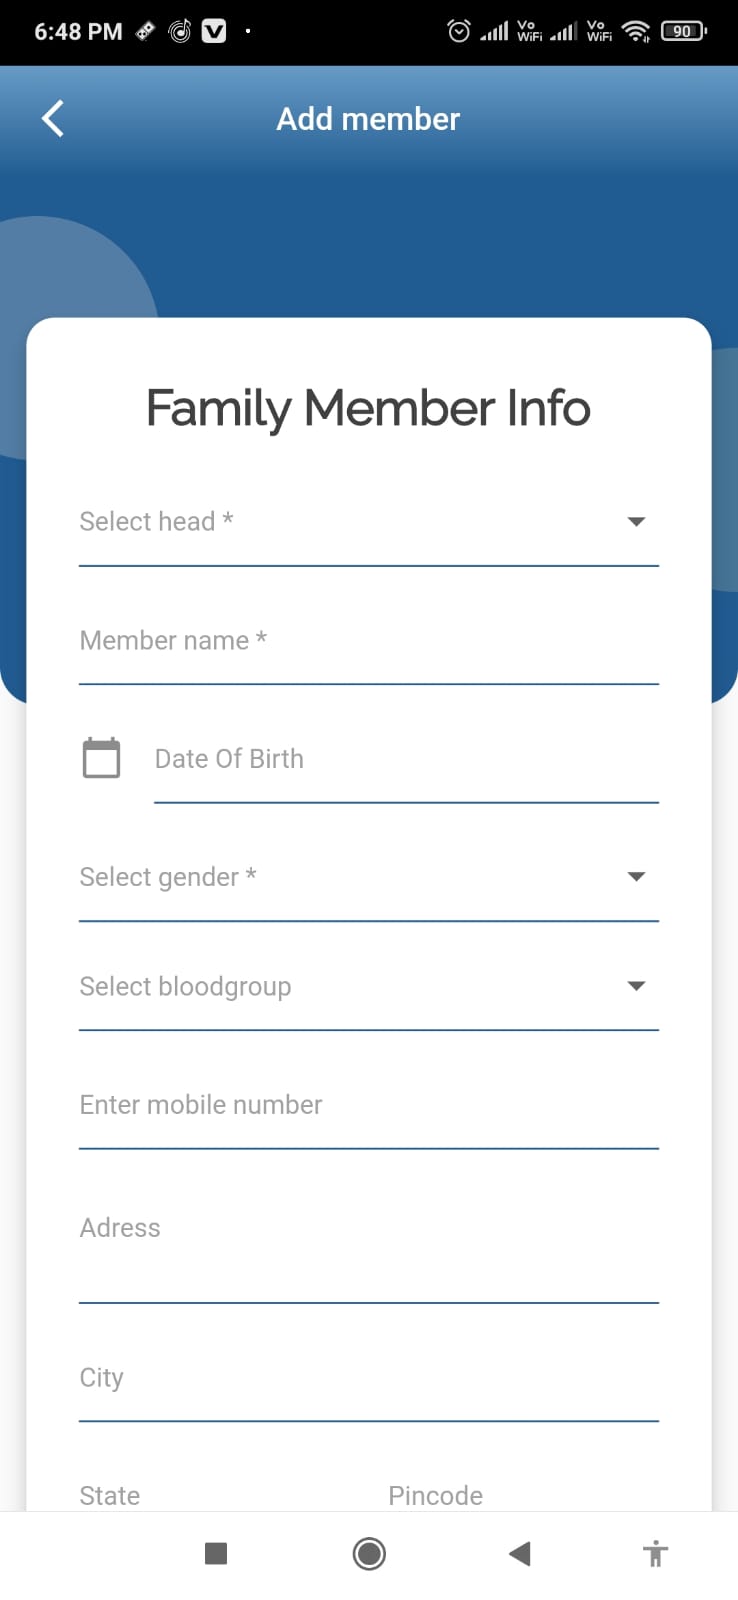 6:48 PM V Vo WiFi Vo WiFi 90
Add member
Family Member Info
Select head *
Member name *
Date Of Birth
Select gender *
Select bloodgroup
Enter mobile number
Adress
City
State Pincode